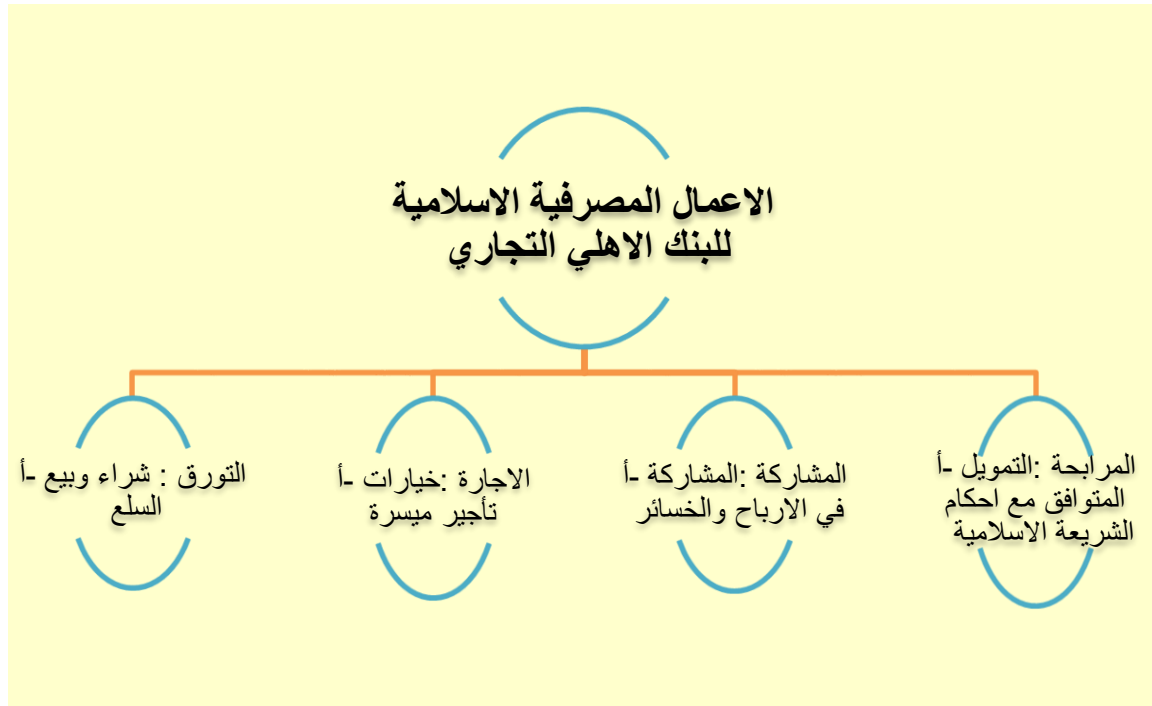 الاعمال المصرفية الاسلامية
للبنك الاهلي التجاري
أ- المرابحة :التمويل
المتوافق مع احكام
الشريعة الاسلامية
أ- المشاركة :المشاركة
في الارباح والخسائر
أ- الاجارة :خيارات
تأجير ميسرة
أ- التورق : شراء وبيع
السلع